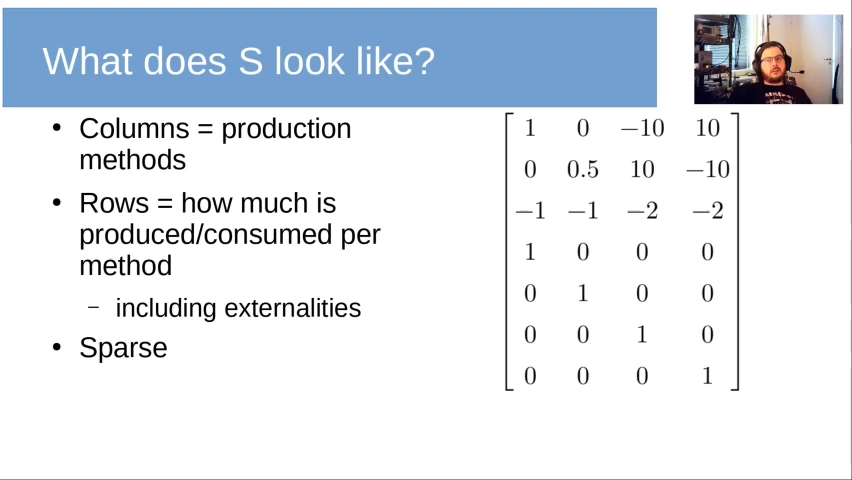 What does S look like?
• Columns = production
methods
• Rows = how much is
produced/consumed per
method
– including externalities
• Sparse
1 0 −10 10
0 0.5 10 −10
−1 −1 −2 −2
1 0 0 0
0 1 0 0
0 0 1 0
0 0 0 1